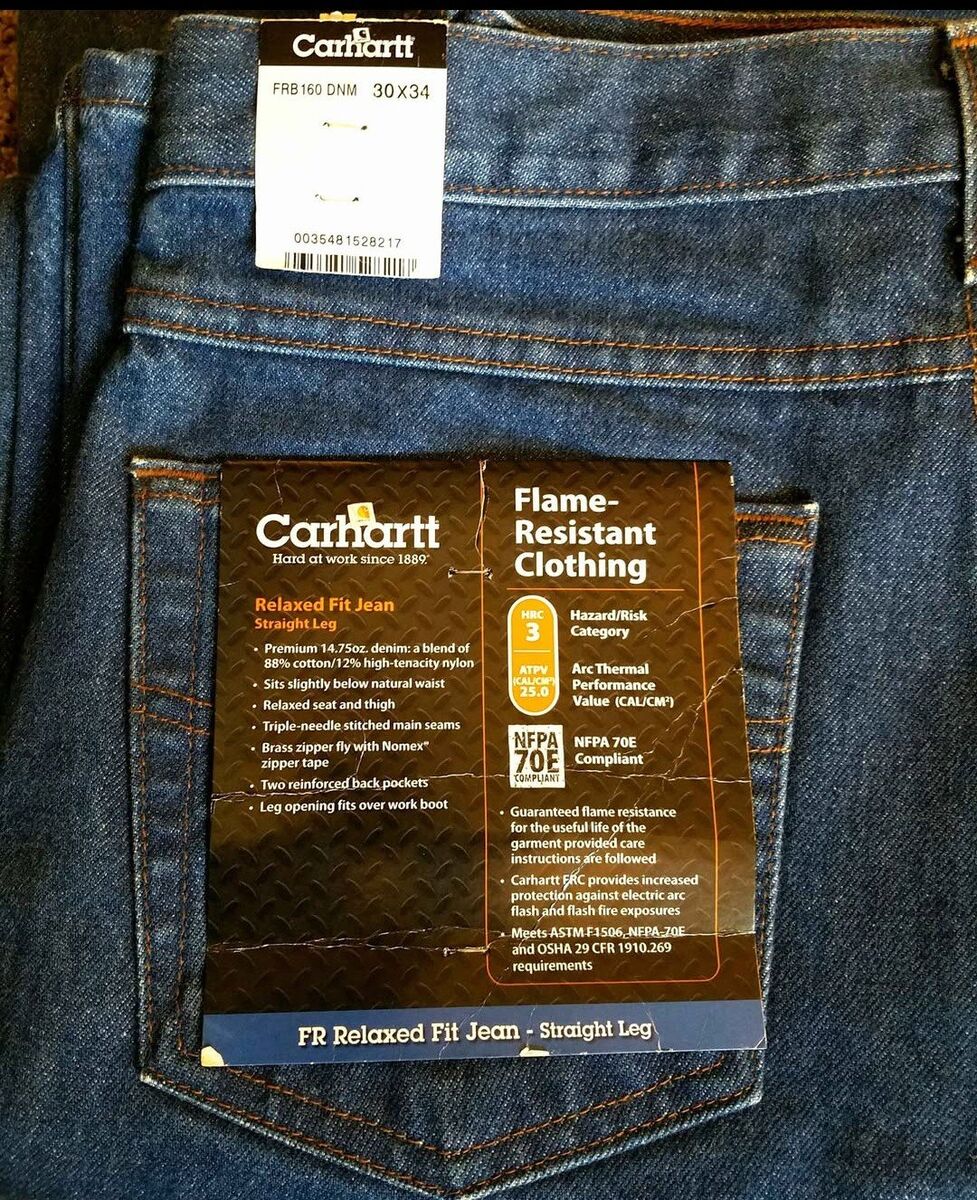 Carhartt
FRB160 DNM 30X34
0035481528217
Carhartt
Hard at work since 1889.
Relaxed Fit Jean
Straight Leg
• Premium 14.75oz. denim: a blend of
88% cotton/12% high-tenacity nylon
• Sits slightly below natural waist
• Relaxed seat and thigh
• Triple-needle stitched main seams
• Brass zipper fly with Nomex®
zipper tape
• Two reinforced back pockets
• Leg opening fits over work boot
Flame-
Resistant
Clothing
HRC
3
Hazard/Risk
Category
ATPV
(CAL/CM²)
25.0
Arc Thermal
Performance
Value (CAL/CM²)
NFPA
70E
COMPLIANT
NFPA 70E
Compliant
• Guaranteed flame resistance
for the useful life of the
garment provided care
instructions are followed
• Carhartt FRC provides increased
protection against electric arc
flash and flash fire exposures
• Meets ASTM F1506, NFPA-70E
and OSHA 29 CFR 1910.269
requirements
FR Relaxed Fit Jean - Straight Leg